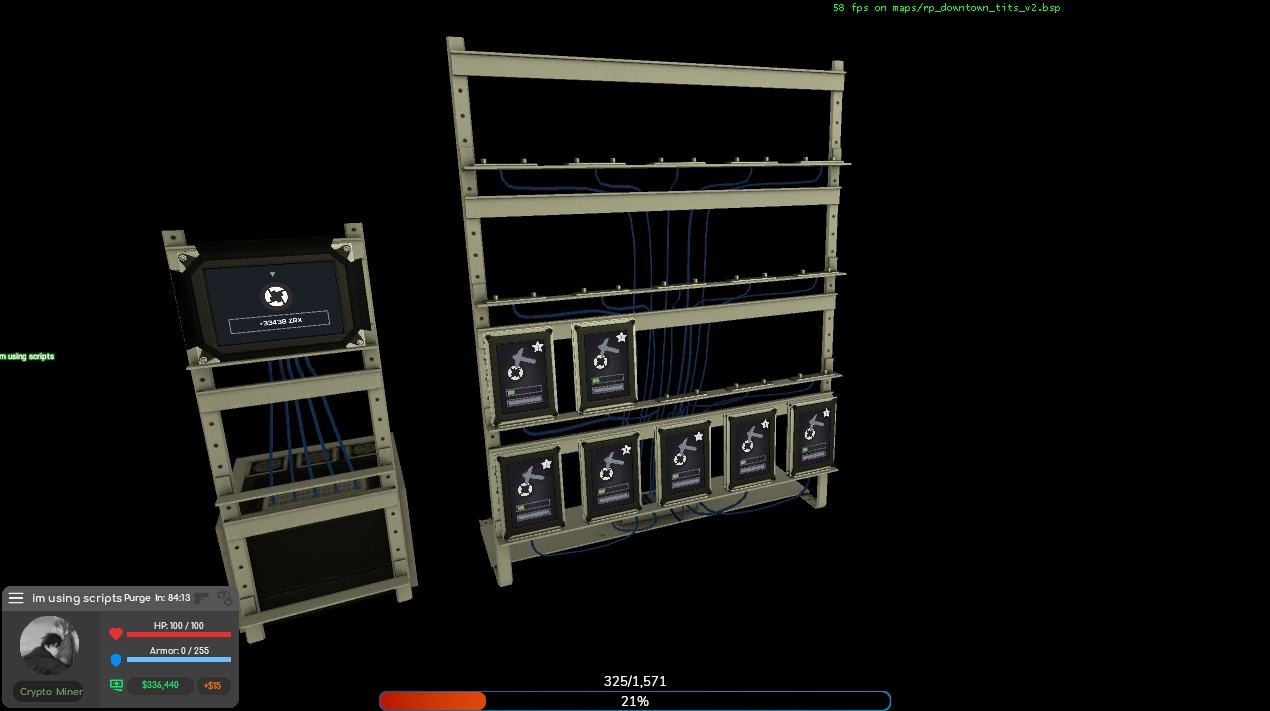 58 fps on maps/rp_downtown_tits_v2.bsp
+33438 ZRX
m using scripts
im using scripts Purge In: 84:13
HP: 100 / 100
Armor: 0 / 255
$336,440
+$15
Crypto Miner
325/1,571
21%